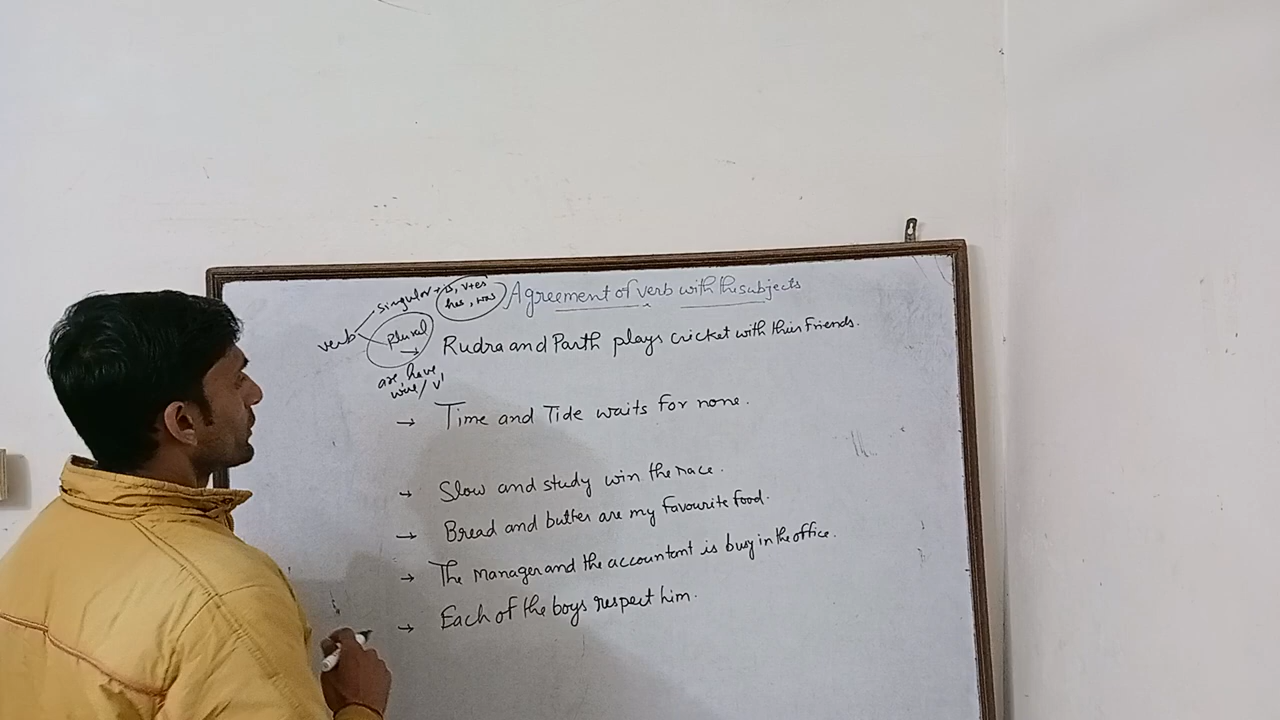 singular + s, v+es
has, was
Agreement of verb with the subjects
verb
plural
Rudra and Parth plays cricket with their Friends.
are, have
were/ v'
→ Time and Tide waits for none.
→ Slow and study win the race.
→ Bread and butter are my favourite food.
→ The manager and the accountant is busy in the office.
→ Each of the boys respect him.